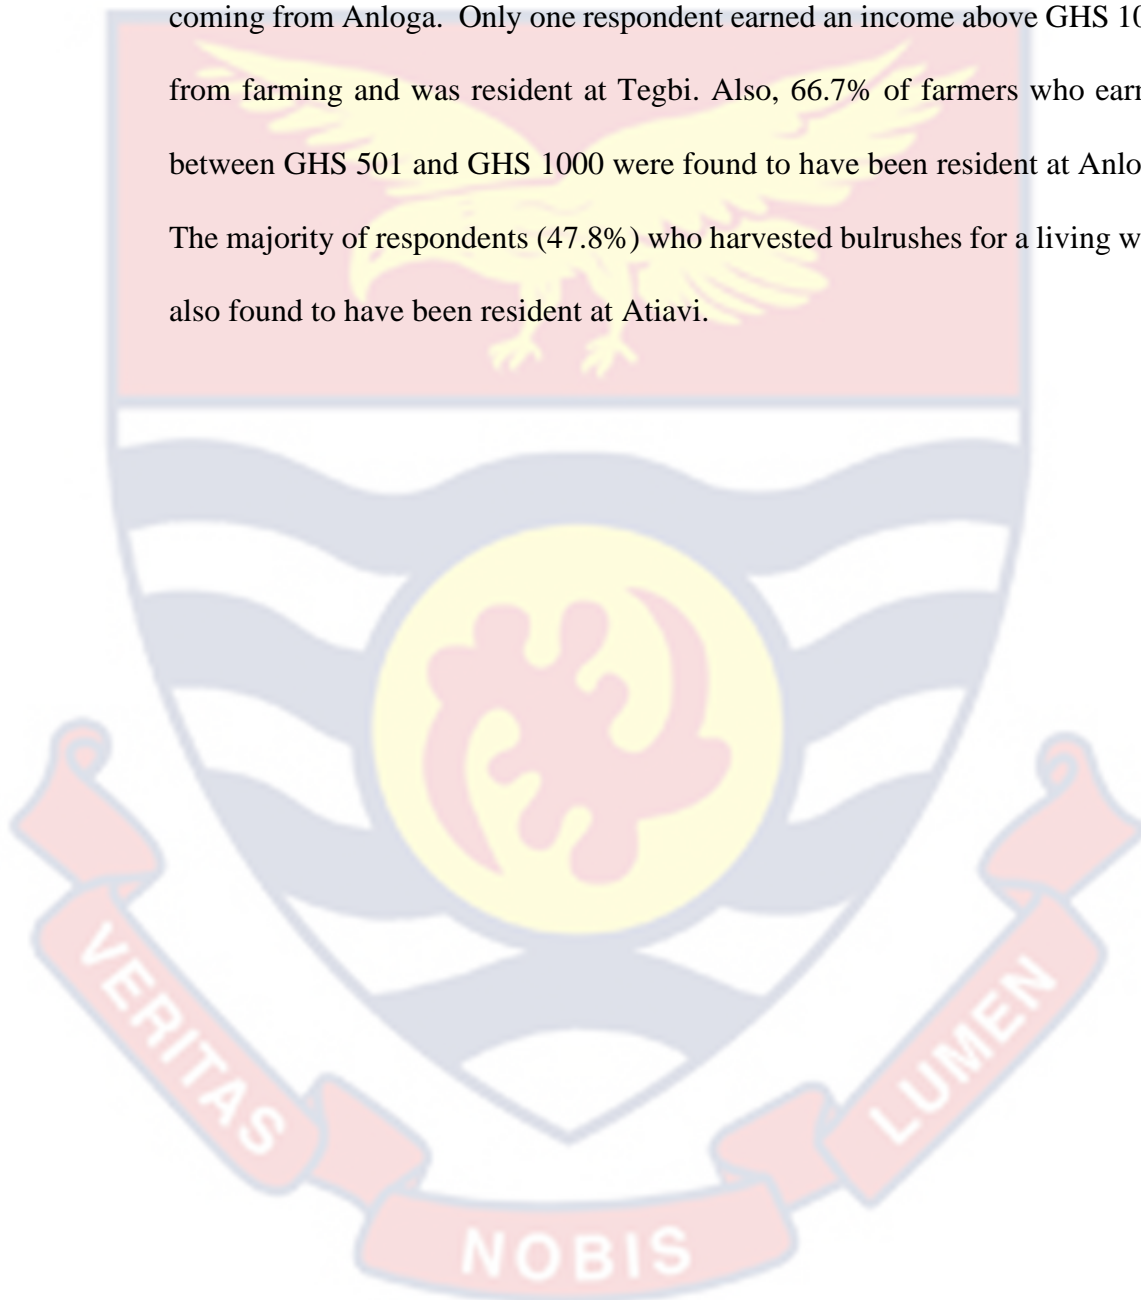 coming from Anloga. Only one respondent earned an income above GHS
from farming and was resident at Tegbi. Also, 66.7% of farmers who
between GHS 501 and GHS 1000 were found to have been resident at
The majority of respondents (47.8%) who harvested bulrushes for a living
also found to have been resident at Atiavi.
VERITAS
NOBIS
LUMEN